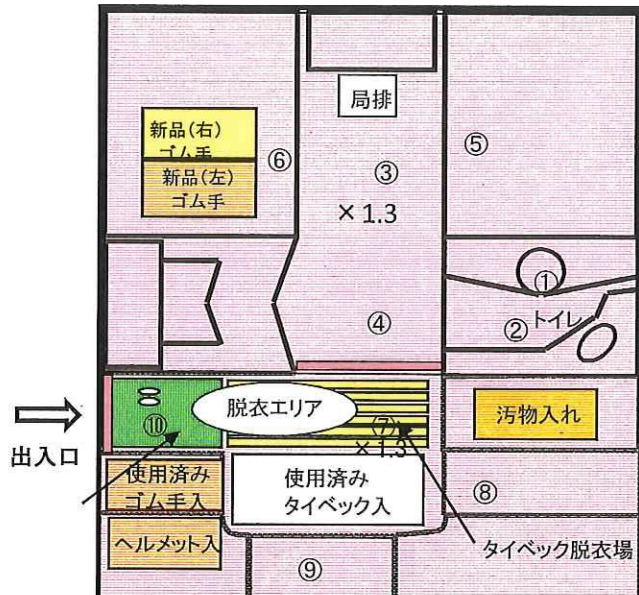 局排
新品(右)
ゴム手
新品(左)
ゴム手
⑥
③
⑤
× 1.3
④
①
②
トイレ
⑩
脱衣エリア
⑦
× 1.3
汚物入れ
出入口
使用済み
ゴム手入
使用済み
タイベック入
⑧
ヘルメット入
⑨
タイベック脱衣場